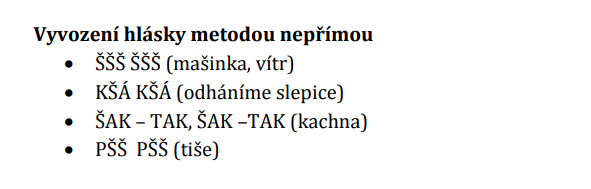 Vyvození hlásky metodou nepřímou
• ŠŠŠ ŠŠŠ (mašinka, vítr)
• KŠÁ KŠÁ (odháníme slepice)
• ŠAK – TAK, ŠAK –TAK (kachna)
• PŠŠ  PŠŠ (tiše)